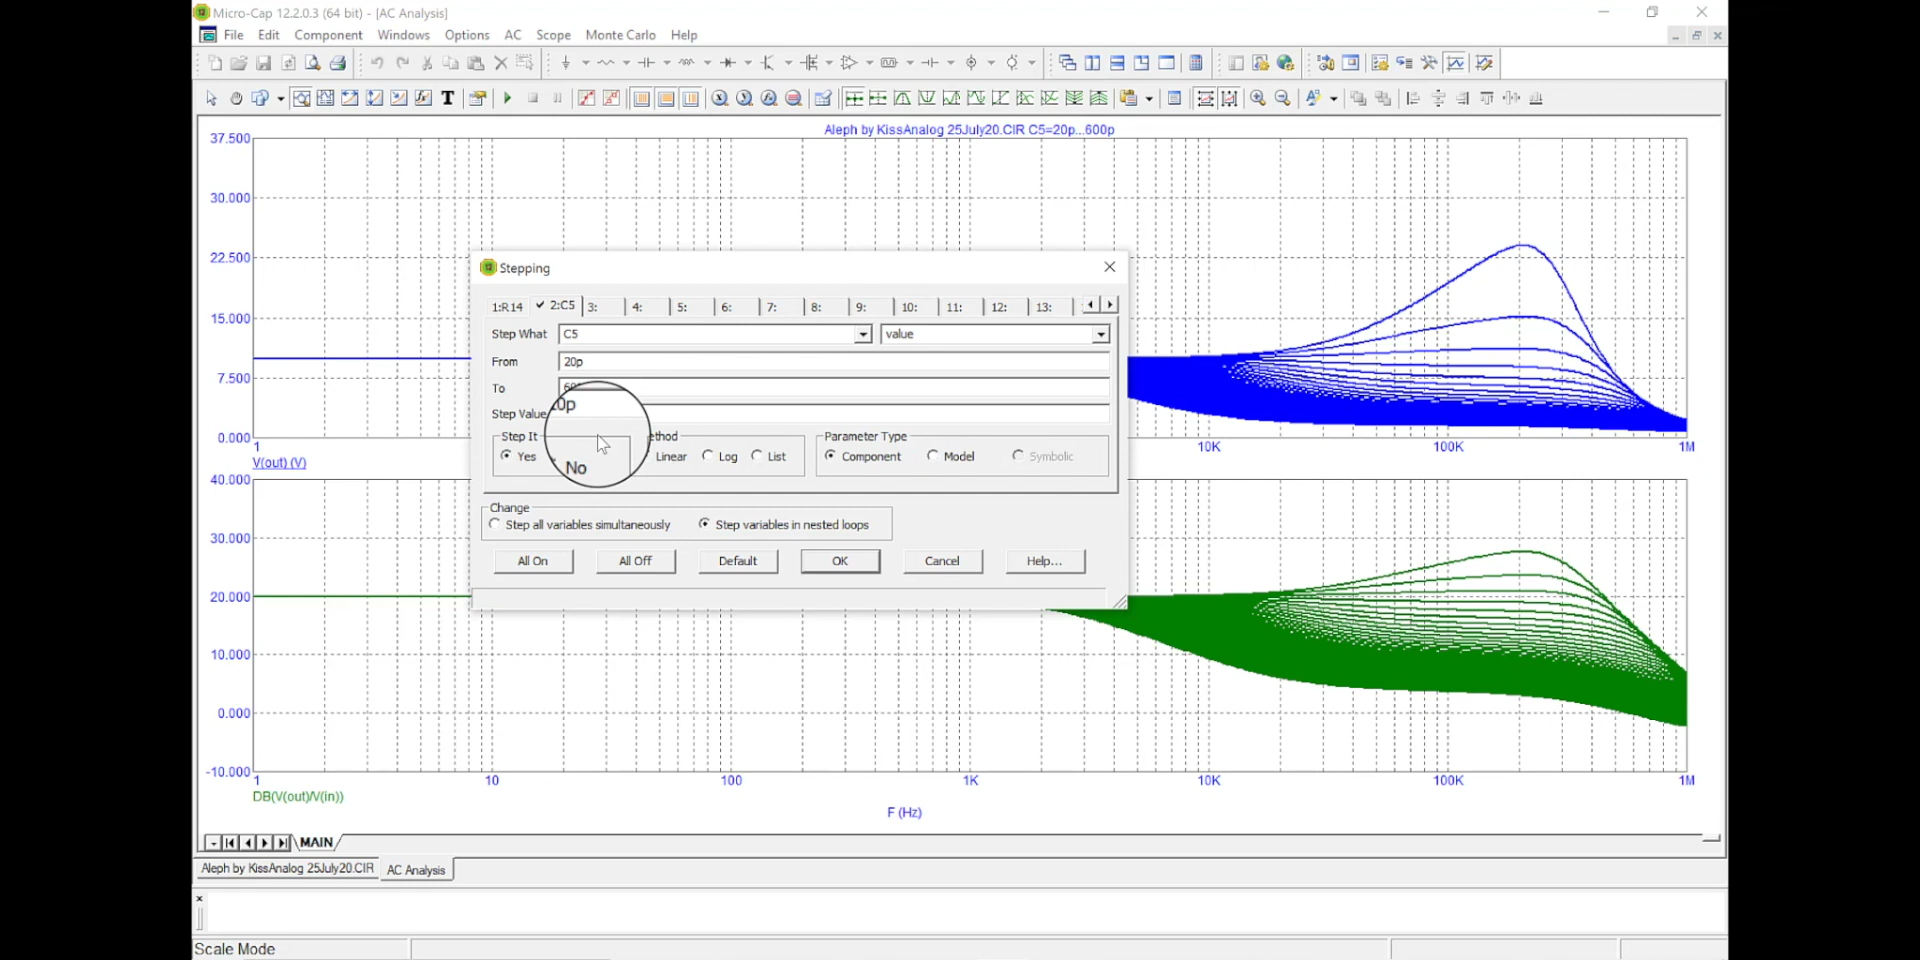 Micro-Cap 12.2.0.3 (64 bit) - [AC Analysis]
File Edit Component Windows Options AC Scope Monte Carlo Help
Aleph by KissAnalog 25July20.CIR C5=20p...600p
37.500
30.000
22.500
15.000
7.500
0.000
1 10K 100K 1M
V(out) (V)
Stepping
1:R14 2:C5 3: 4: 5: 6: 7: 8: 9: 10: 11: 12: 13:
Step What C5 value
From 20p
To
Step Value 0p
Step It Parameter Type
Yes No Linear Log List Component Model Symbolic
Change
Step all variables simultaneously Step variables in nested loops
All On All Off Default OK Cancel Help...
40.000
30.000
20.000
10.000
0.000
-10.000
1 10 100 1K 10K 100K 1M
DB(V(out)/V(in))
F (Hz)
MAIN
Aleph by KissAnalog 25July20.CIR AC Analysis
Scale Mode